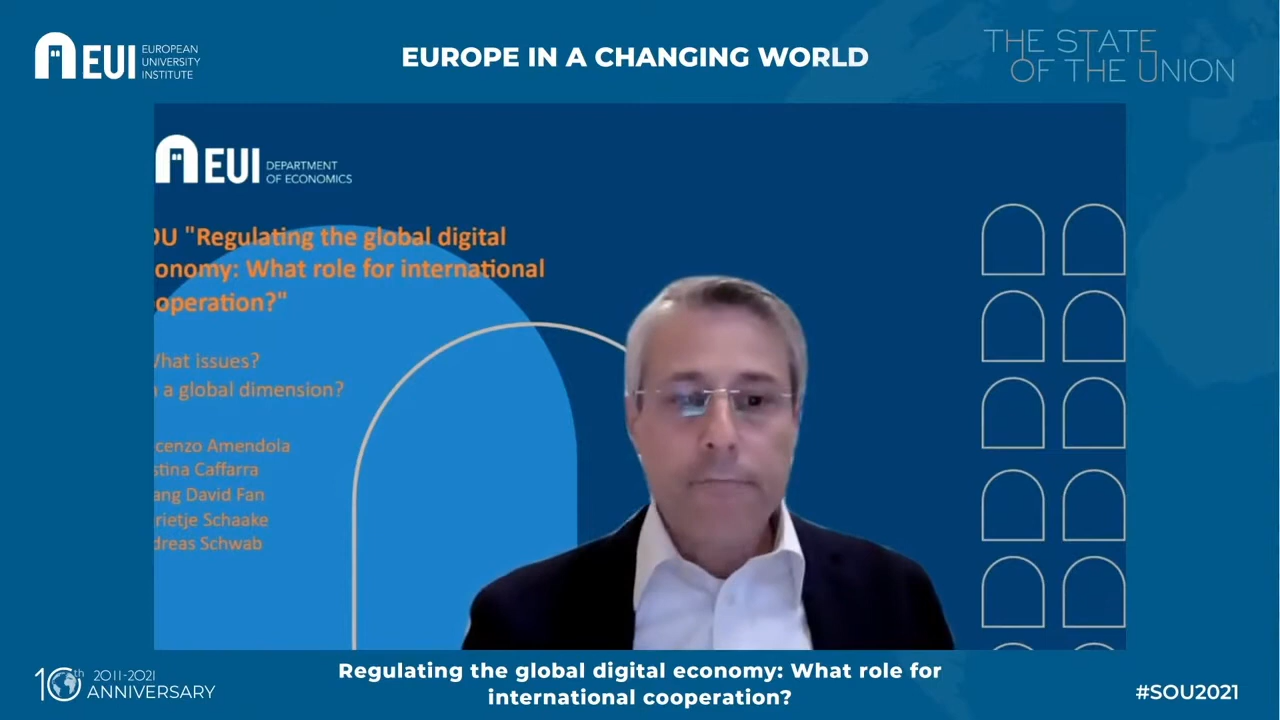 EUI
EUROPEAN
UNIVERSITY
INSTITUTE
EUROPE IN A CHANGING WORLD
THE STATE
OF THE UNION
EUI
DEPARTMENT
OF ECONOMICS
OU "Regulating the global digital
onomy: What role for international
operation?"
hat issues?
a global dimension?
cenzo Amendola
stina Caffarra
ang David Fan
rietje Schaake
dreas Schwab
10th 2011-2021
ANNIVERSARY
Regulating the global digital economy: What role for
international cooperation?
#SOU2021